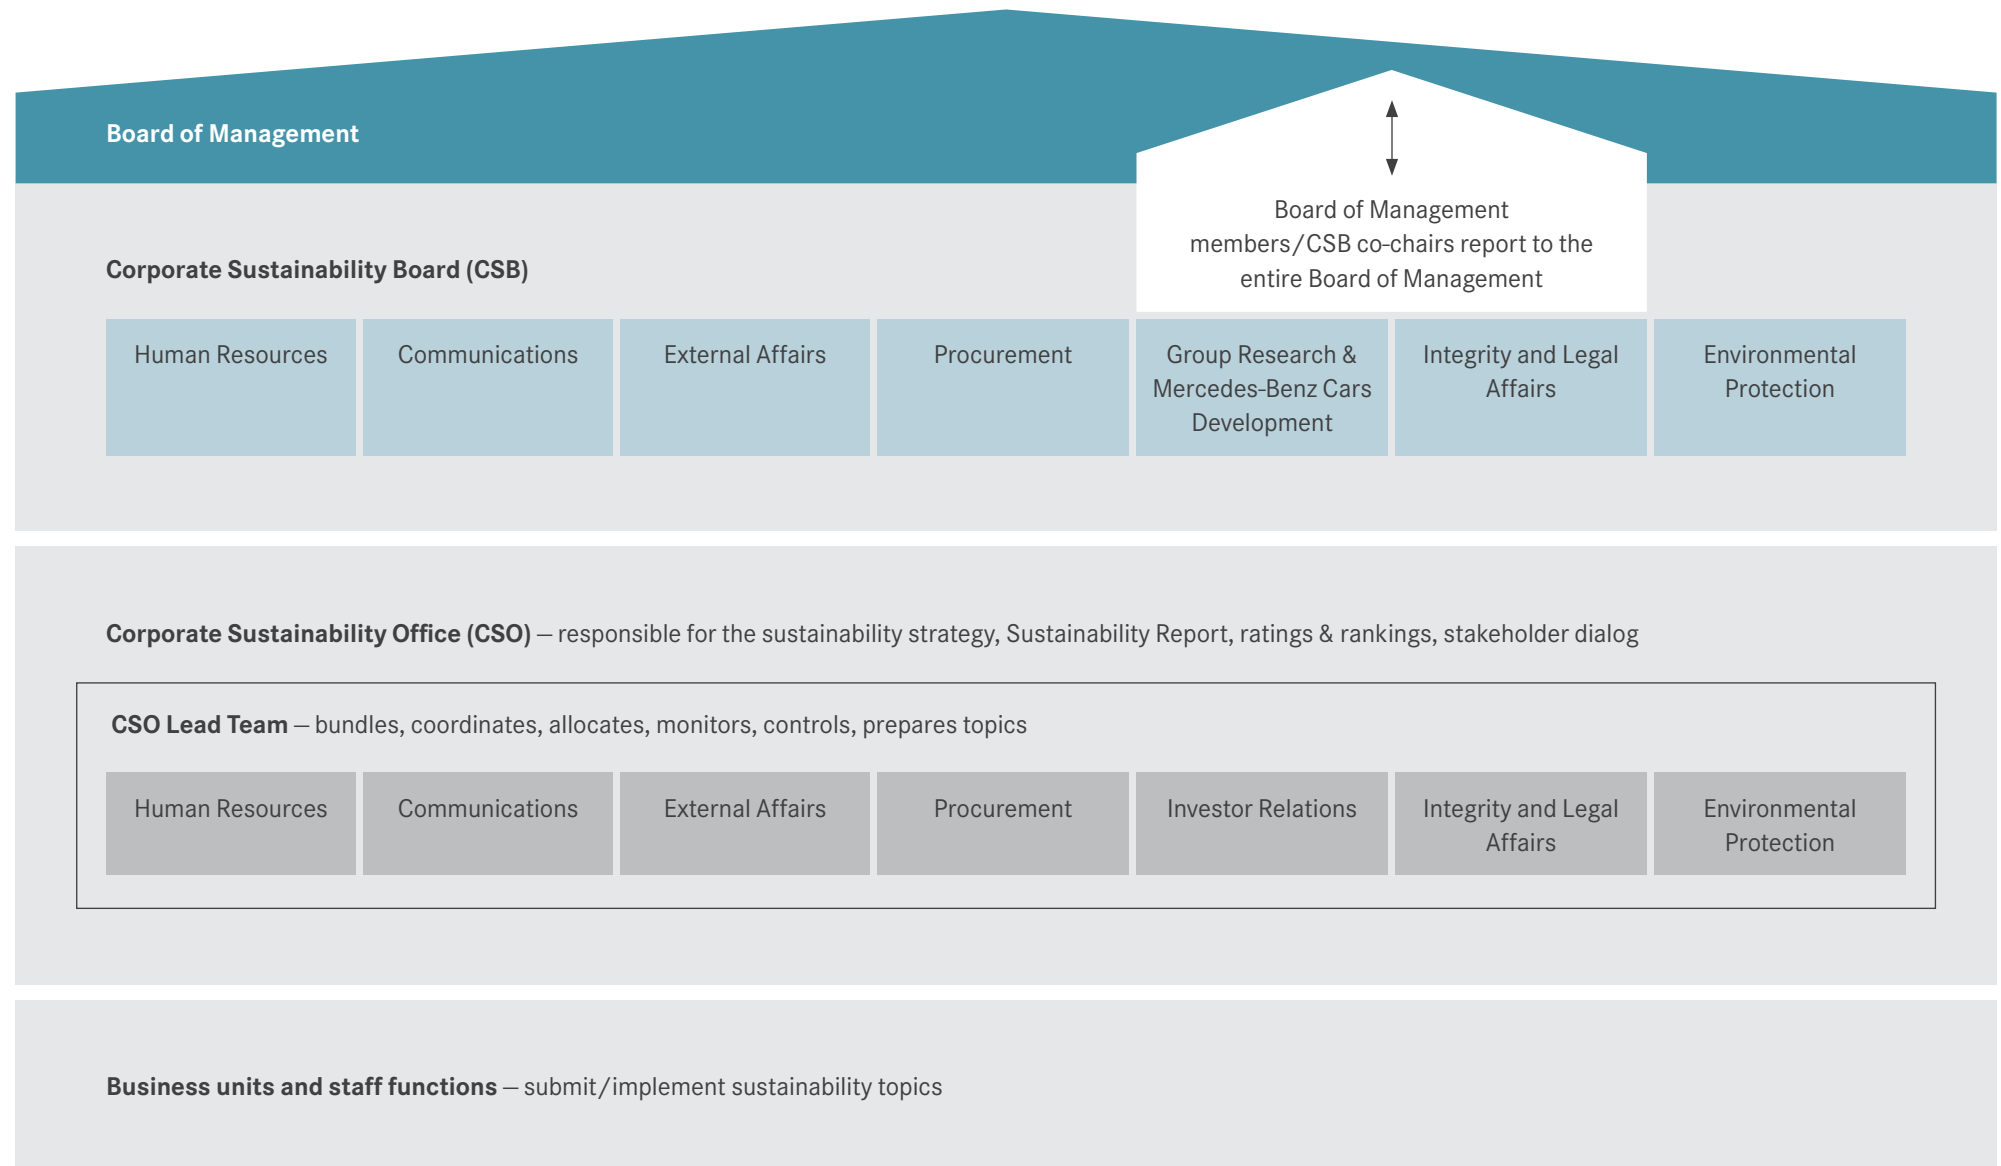 Board of Management
Board of Management
members/CSB co-chairs report to the
entire Board of Management
Corporate Sustainability Board (CSB)
Human Resources
Communications
External Affairs
Procurement
Group Research &
Mercedes-Benz Cars
Development
Integrity and Legal
Affairs
Environmental
Protection
Corporate Sustainability Office (CSO) – responsible for the sustainability strategy, Sustainability Report, ratings & rankings, stakeholder dialog
CSO Lead Team – bundles, coordinates, allocates, monitors, controls, prepares topics
Human Resources
Communications
External Affairs
Procurement
Investor Relations
Integrity and Legal
Affairs
Environmental
Protection
Business units and staff functions – submit/implement sustainability topics